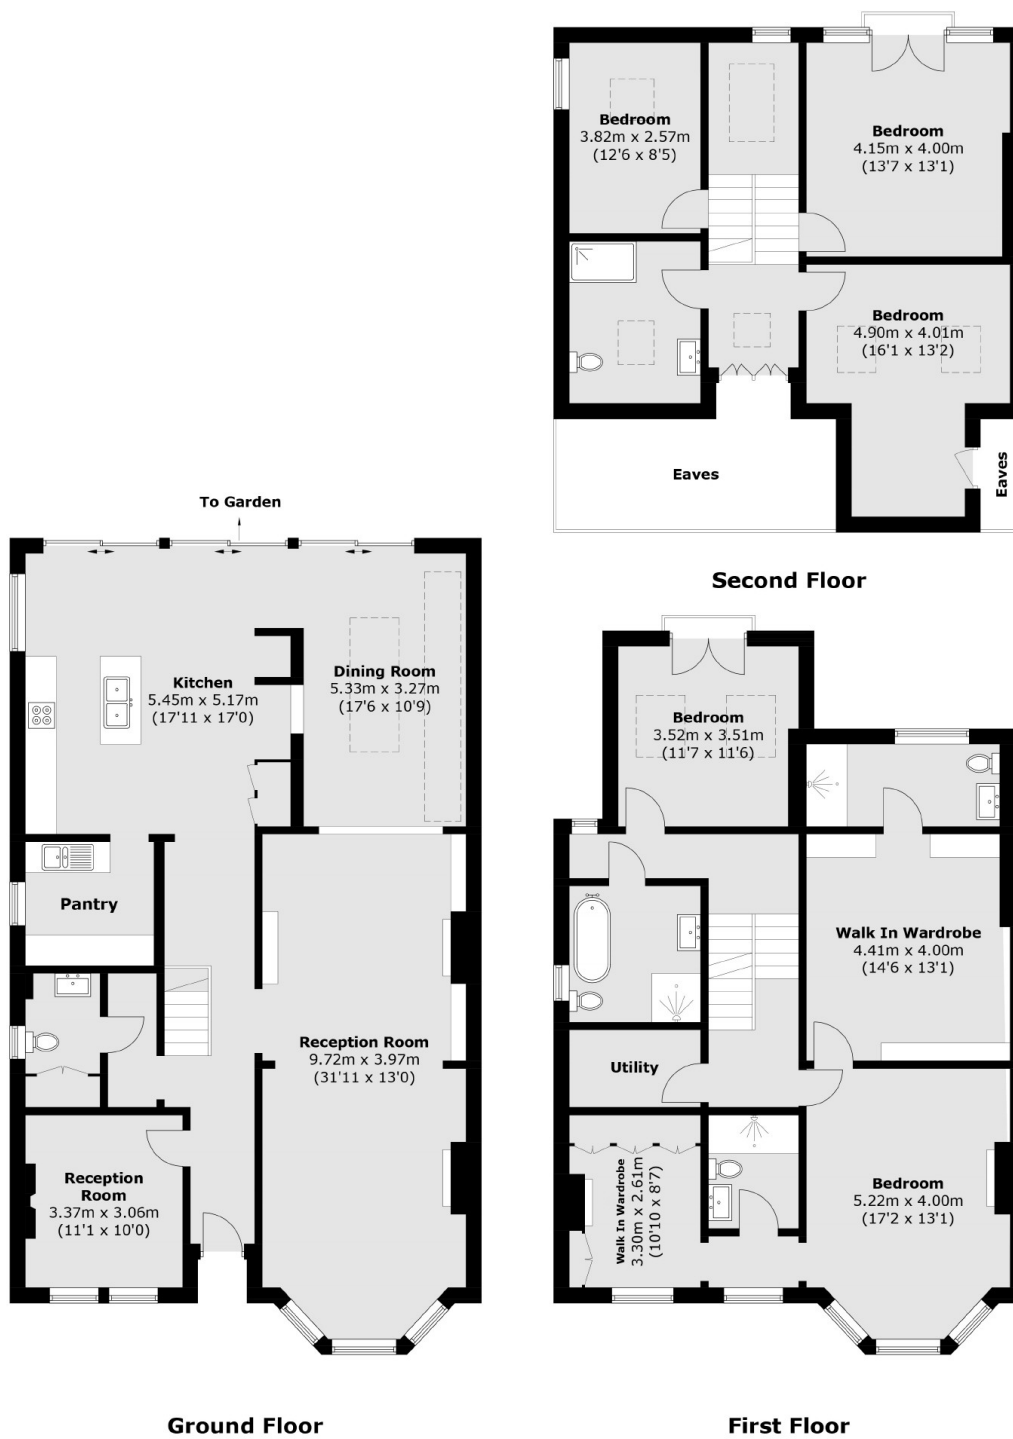 Bedroom
3.82m x 2.57m
(12'6 x 8'5)
Bedroom
4.15m x 4.00m
(13'7 x 13'1)
Bedroom
4.90m x 4.01m
(16'1 x 13'2)
Eaves
Eaves
Second Floor
To Garden
Kitchen
5.45m x 5.17m
(17'11 x 17'0)
Dining Room
5.33m x 3.27m
(17'6 x 10'9)
Pantry
Reception Room
9.72m x 3.97m
(31'11 x 13'0)
Reception
Room
3.37m x 3.06m
(11'1 x 10'0)
Ground Floor
Bedroom
3.52m x 3.51m
(11'7 x 11'6)
Walk In Wardrobe
4.41m x 4.00m
(14'6 x 13'1)
Utility
Walk In Wardrobe
3.30m x 2.61m
(10'10 x 8'7)
Bedroom
5.22m x 4.00m
(17'2 x 13'1)
First Floor